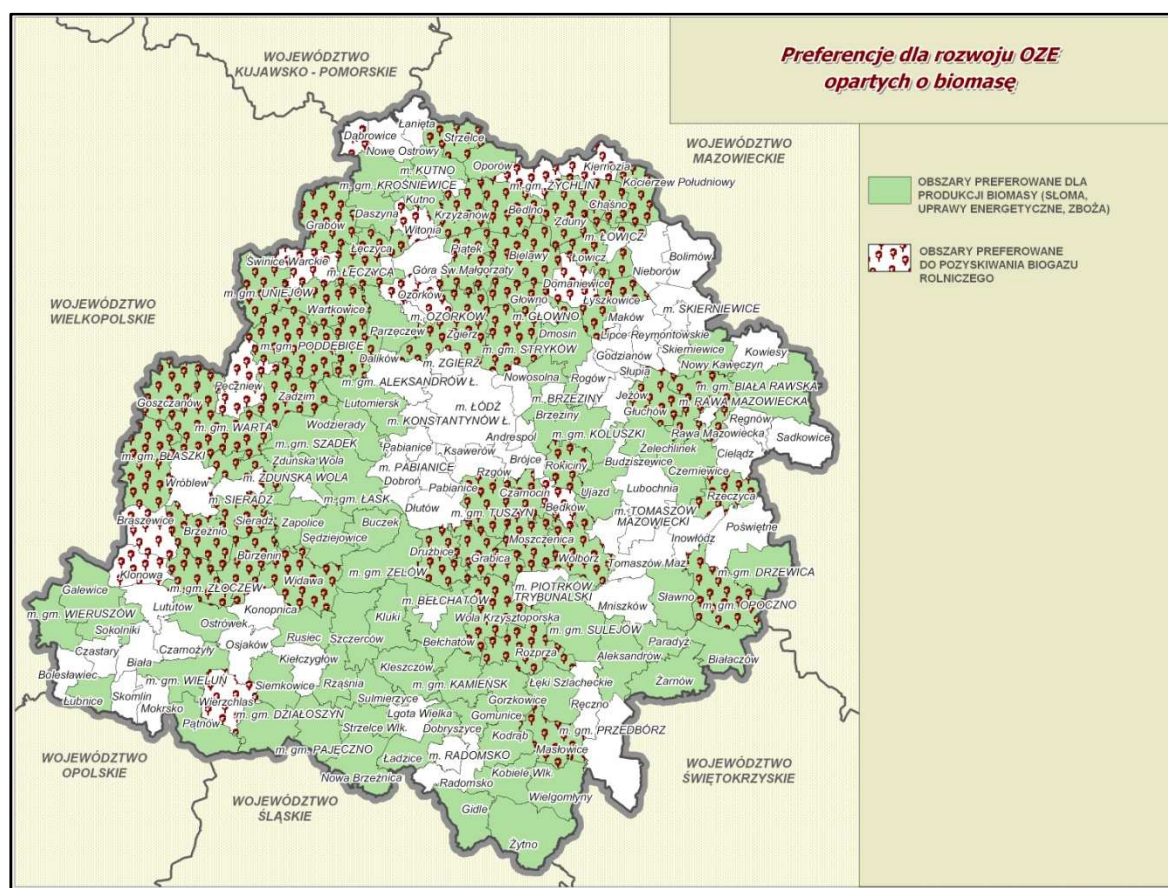 Preferencje dla rozwoju OZE
opartych o biomasę
OBSZARY PREFEROWANE DLA
PRODUKCJI BIOMASY (SŁOMA,
UPRAWY ENERGETYCZNE, ZBOŻA)
OBSZARY PREFEROWANE
DO POZYSKIWANIA BIOGAZU
ROLNICZEGO
WOJEWÓDZTWO
KUJAWSKO - POMORSKIE
WOJEWÓDZTWO
MAZOWIECKIE
WOJEWÓDZTWO
WIELKOPOLSKIE
WOJEWÓDZTWO
OPOLSKIE
WOJEWÓDZTWO
ŚLĄSKIE
WOJEWÓDZTWO
ŚWIĘTOKRZYSKIE
Łanięta
Dąbrowice
Strzelce
Nowe Ostrowy
Oporów
Kiernozia
m. KUTNO
m. gm. ŻYCHLIN
m. gm. KROŚNIEWICE
Kocierzew Południowy
Kutno
Daszyna
Krzyżanów
Bedlno
Chąśno
Grabów
Witonia
Zduny
Łęczyca
Piątek
Bielawy
m. ŁOWICZ
Łowicz
Bolimów
Świnice Warckie
m. ŁĘCZYCA
Góra Św.Małgorzaty
Nieborów
Domaniewice
m. gm. UNIEJÓW
Ozorków
Głowno
Łyszkowice
m. SKIERNIEWICE
Wartkowice
m. OZORKÓW
m. GŁOWNO
Maków
Parzęczew
Zgierz
Dmosin
Lipce Reymontowskie
m. gm. PODDĘBICE
m. gm. STRYKÓW
Skierniewice
Kowiesy
Godzianów
Nowy Kawęczyn
Dalików
m. ZGIERZ
Rogów
Słupia
m. gm. ALEKSANDRÓW Ł.
Nowosolna
m. gm. BIAŁA RAWSKA
Pęczniew
Zadzim
Lutomiersk
m. BRZEZINY
Jeżów
m. RAWA MAZOWIECKA
Goszczanów
m. ŁÓDŹ
Brzeziny
Głuchów
Regnów
m. gm. WARTA
Wodzierady
m. KONSTANTYNÓW Ł.
Andrespol
m. gm. KOLUSZKI
Rawa Mazowiecka
Sadkowice
m. gm. SZADEK
Pabianice
Ksawerów
Brójce
Żelechlinek
Cielądz
m. gm. BŁASZKI
Zduńska Wola
m. PABIANICE
Rzgów
Rokiciny
Budziszewice
Czerniewice
Wróblew
m. ZDUŃSKA WOLA
Dobroń
Pabianice
Czarnocin
Ujazd
Lubochnia
Rzeczyca
m. SIERADZ
m. gm. ŁASK
Dłutów
m. gm. TUSZYN
Będków
m. TOMASZÓW
MAZOWIECKI
Braszewice
Brzeźnio
Sieradz
Zapolice
Buczek
Moszczenica
Poświętne
Sędziejowice
Inowłódz
Burzenin
Drużbice
Grabica
Wolbórz
Tomaszów Maz.
Klonowa
Widawa
m. gm. ZELÓW
m. gm. DRZEWICA
Galewice
m. gm. ZŁOCZEW
m. PIOTRKÓW
TRYBUNALSKI
Sławno
m. gm. WIERUSZÓW
Lututów
Konopnica
m. BEŁCHATÓW
Mniszków
m. gm. OPOCZNO
Ostrówek
Kluki
Wola Krzysztoporska
Sokolniki
Rusiec
Szczerców
Bełchatów
m. gm. SULEJÓW
Paradyż
Czastary
Czarnożyły
Osjaków
Rozprza
Aleksandrów
Białaczów
Biała
Kiełczygłów
Kleszczów
Bolesławiec
m. gm. WIELUŃ
Siemkowice
Rząśnia
m. gm. KAMIEŃSK
Łęki Szlacheckie
Żarnów
Łubnice
Skomlin
Wierzchlas
Sulmierzyce
Gorzkowice
Ręczno
Mokrsko
Pątnów
m. gm. DZIAŁOSZYN
Lgota Wielka
Gomunice
Strzelce Wlk.
Dobryszyce
Kodrąb
m. gm. PRZEDBÓRZ
m. gm. PAJĘCZNO
Ładzice
m. RADOMSKO
Masłowice
Nowa Brzeźnica
Radomsko
Kobiele Wlk.
Wielgomłyny
Gidle
Żytno